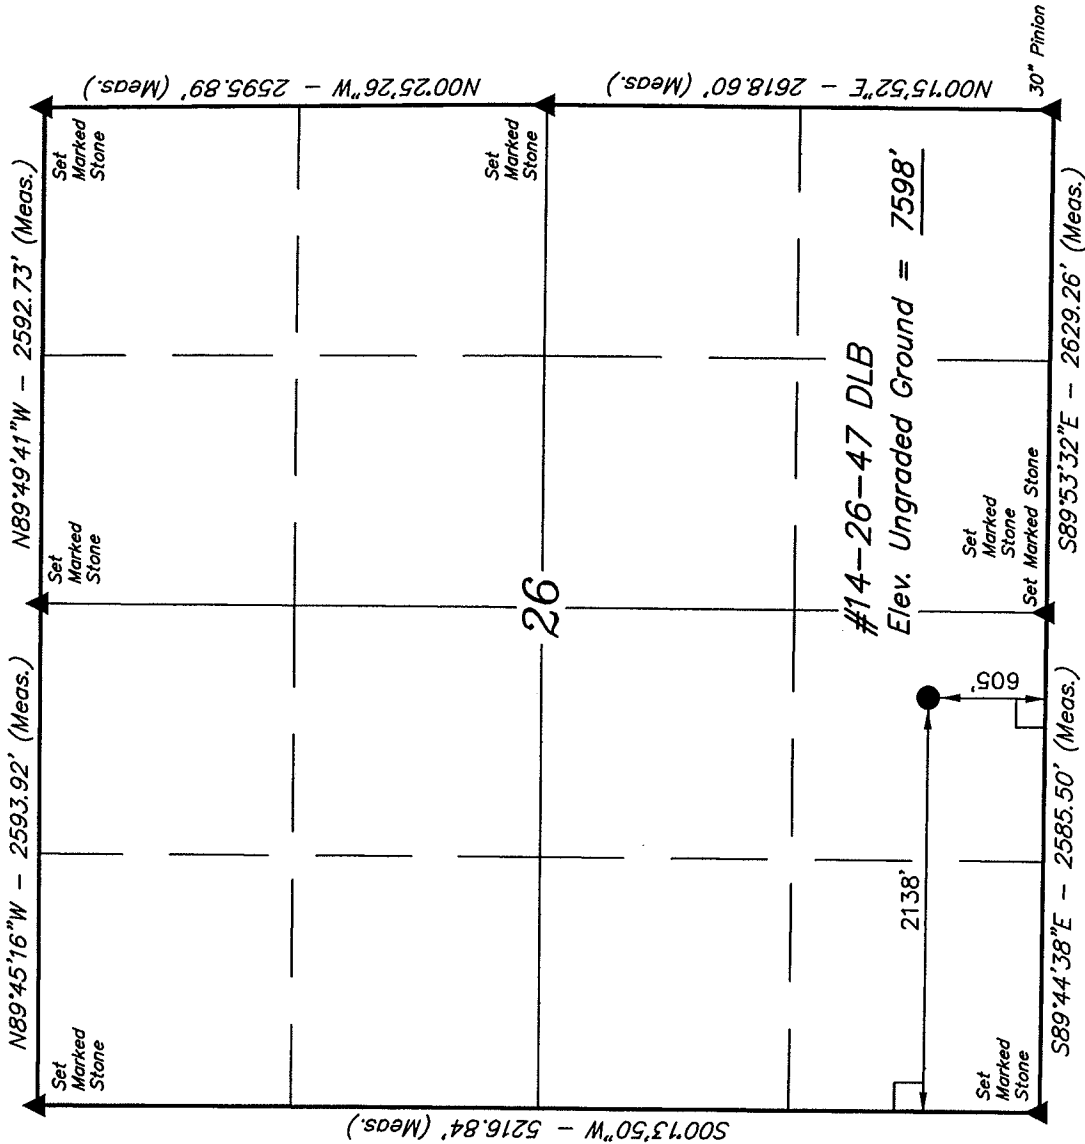 N89°45'16"W - 2593.92' (Meas.)
N89°49'41"W - 2592.73' (Meas.)
Set
Marked
Stone
Set
Marked
Stone
Set
Marked
Stone
N00°25'26"W - 2595.89' (Meas.)
Set
Marked
Stone
S00°13'50"W - 5216.84' (Meas.)
26
N00°15'52"E - 2618.60' (Meas.)
#14-26-47 DLB
Elev. Ungraded Ground = 7598'
2138'
605'
Set
Marked
Stone
Set
Marked
Stone
Set Marked Stone
30" Pinion
S89°44'38"E - 2585.50' (Meas.)
S89°53'32"E - 2629.26' (Meas.)